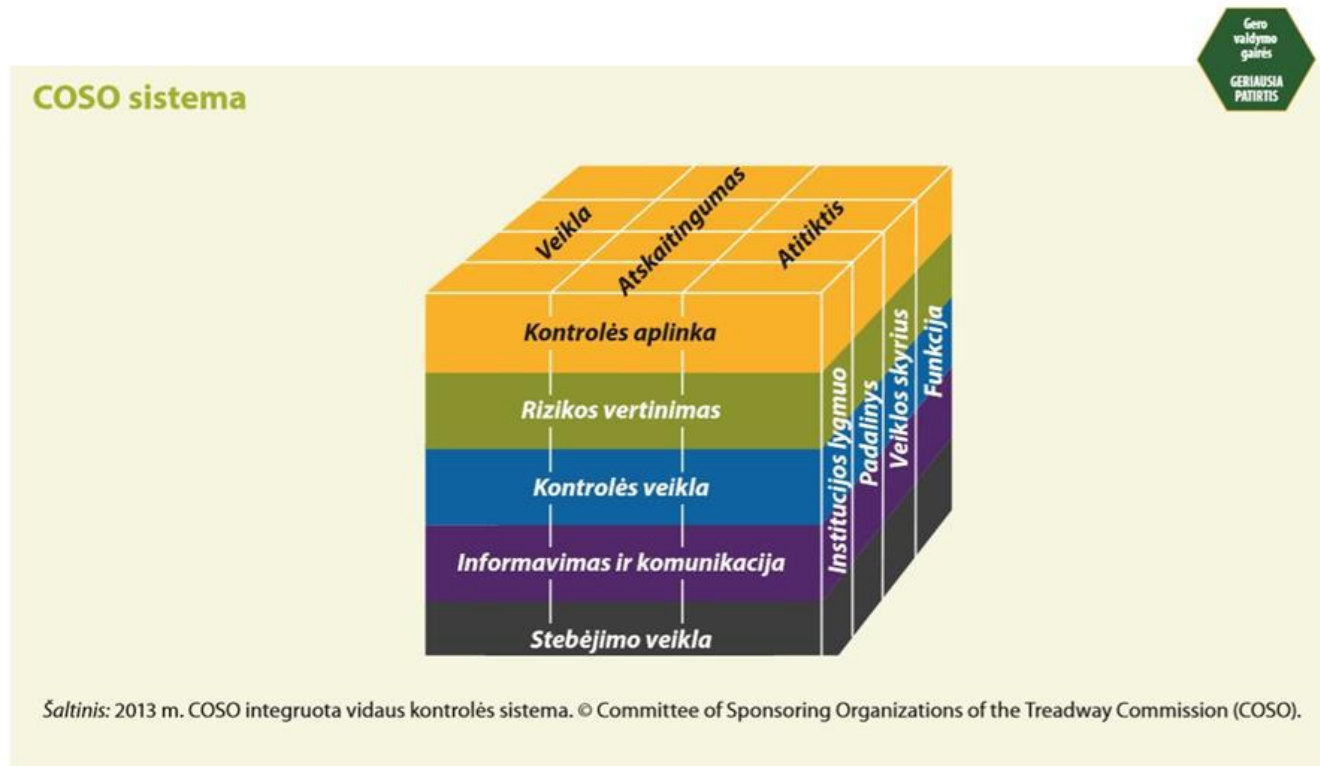 Gero
valdymo
gairės
GERIAUSIA
PATIRTIS
COSO sistema
Veikla
Atskaitingumas
Atitiktis
Kontrolės aplinka
Rizikos vertinimas
Kontrolės veikla
Informavimas ir komunikacija
Stebėjimo veikla
Institucijos lygmuo
Padalinys
Veiklos skyrius
Funkcija
Šaltinis: 2013 m. COSO integruota vidaus kontrolės sistema. © Committee of Sponsoring Organizations of the Treadway Commission (COSO).